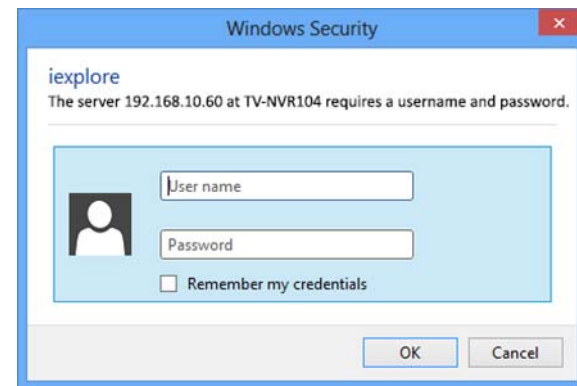 Windows Security
iexplore
The server 192.168.10.60 at TV-NVR104 requires a username and password.
User name
Password
Remember my credentials
OK Cancel